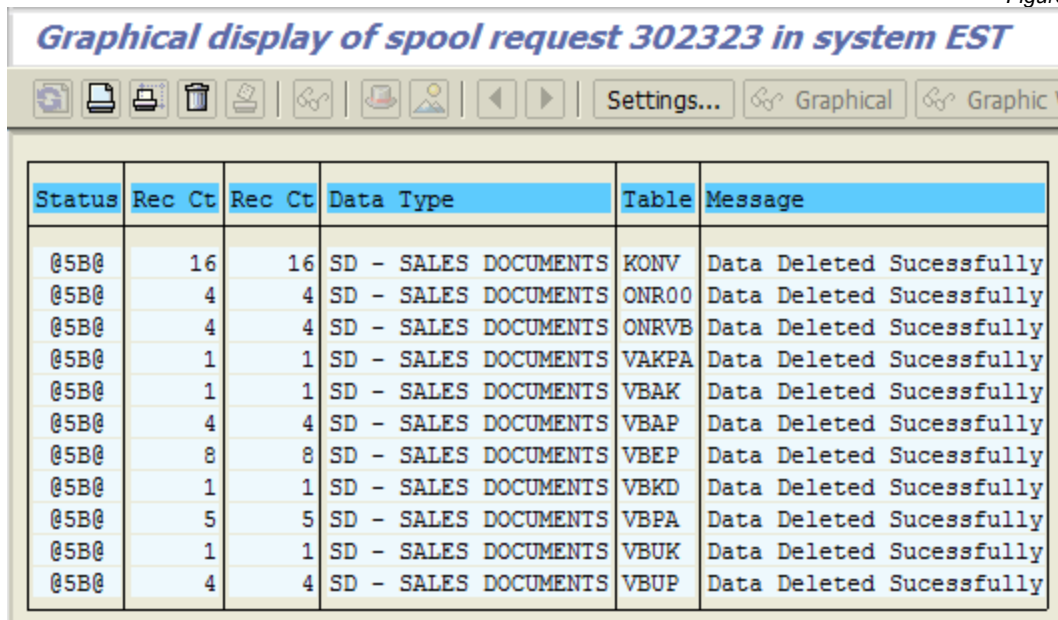 Figure
Graphical display of spool request 302323 in system EST
Settings... Graphical Graphic
Status Rec Ct Rec Ct Data Type Table Message
@5B@ 16 16 SD - SALES DOCUMENTS KONV Data Deleted Sucessfully
@5B@ 4 4 SD - SALES DOCUMENTS ONR00 Data Deleted Sucessfully
@5B@ 4 4 SD - SALES DOCUMENTS ONRVB Data Deleted Sucessfully
@5B@ 1 1 SD - SALES DOCUMENTS VAKPA Data Deleted Sucessfully
@5B@ 1 1 SD - SALES DOCUMENTS VBAK Data Deleted Sucessfully
@5B@ 4 4 SD - SALES DOCUMENTS VBAP Data Deleted Sucessfully
@5B@ 8 8 SD - SALES DOCUMENTS VBEP Data Deleted Sucessfully
@5B@ 1 1 SD - SALES DOCUMENTS VBKD Data Deleted Sucessfully
@5B@ 5 5 SD - SALES DOCUMENTS VBPA Data Deleted Sucessfully
@5B@ 1 1 SD - SALES DOCUMENTS VBUK Data Deleted Sucessfully
@5B@ 4 4 SD - SALES DOCUMENTS VBUP Data Deleted Sucessfully